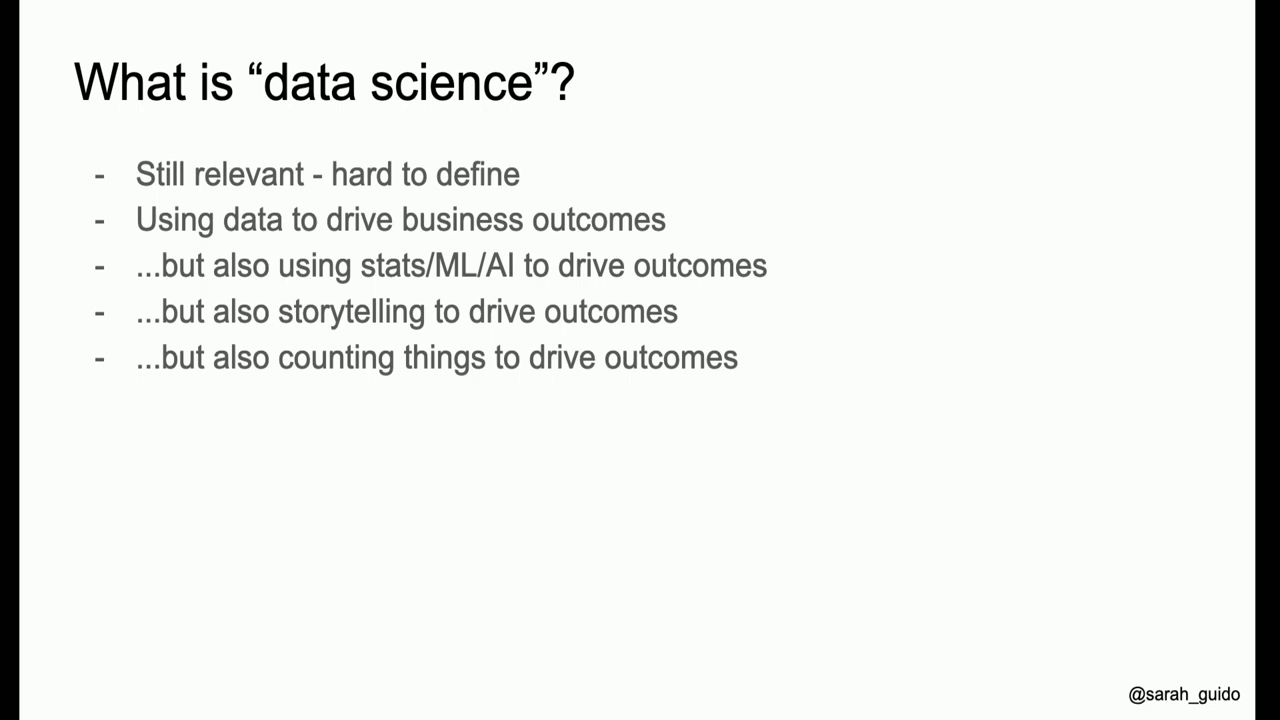 What is “data science”?
- Still relevant - hard to define
- Using data to drive business outcomes
- ...but also using stats/ML/AI to drive outcomes
- ...but also storytelling to drive outcomes
- ...but also counting things to drive outcomes
@sarah_guido